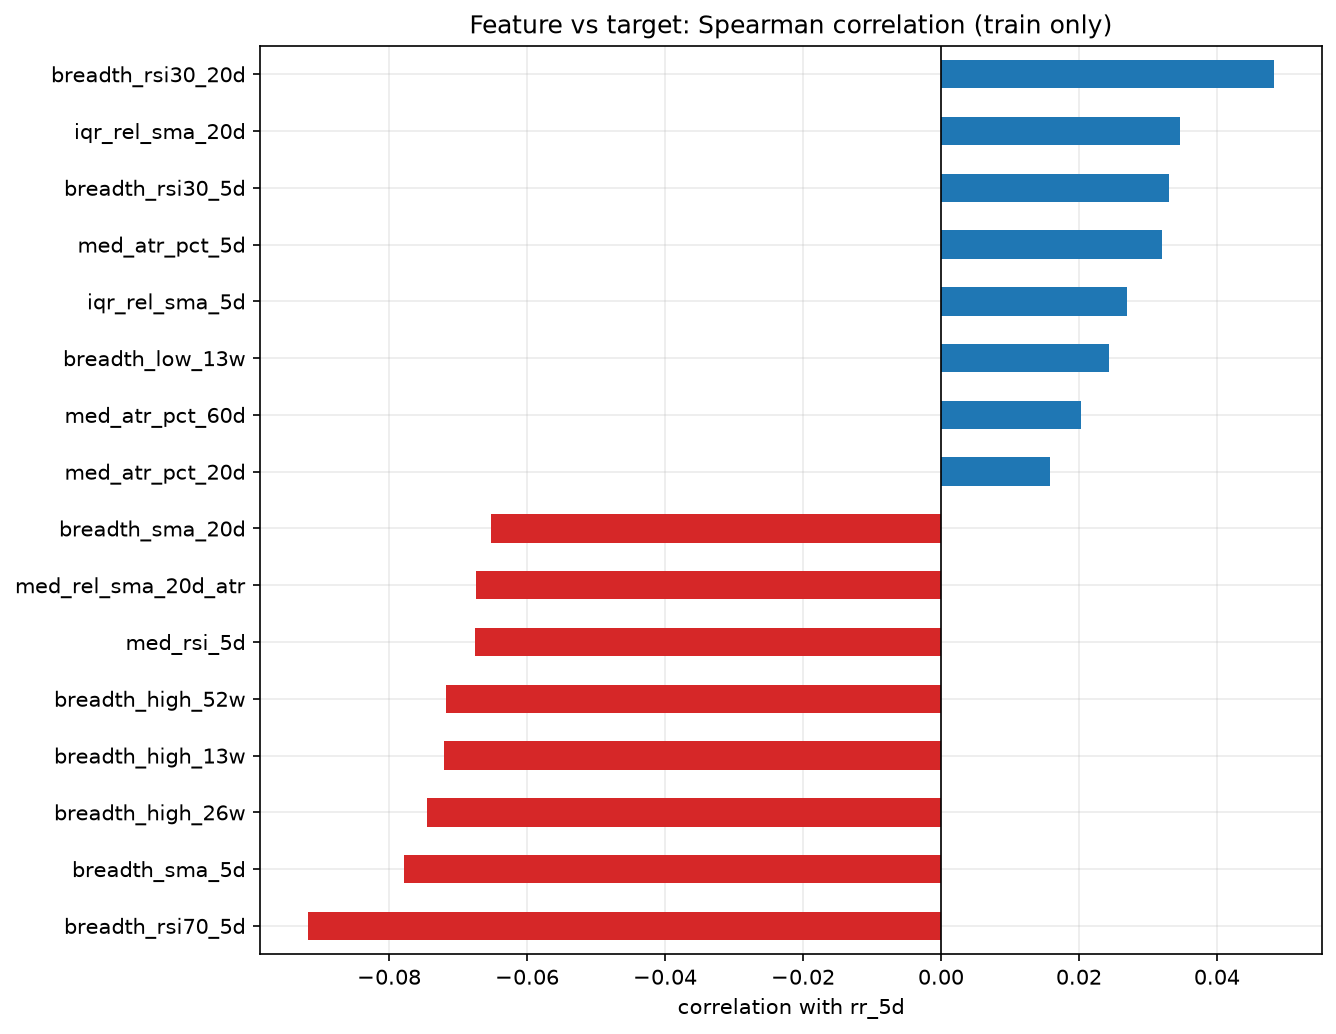 Feature vs target: Spearman correlation (train only)
breadth_rsi30_20d
iqr_rel_sma_20d
breadth_rsi30_5d
med_atr_pct_5d
iqr_rel_sma_5d
breadth_low_13w
med_atr_pct_60d
med_atr_pct_20d
breadth_sma_20d
med_rel_sma_20d_atr
med_rsi_5d
breadth_high_52w
breadth_high_13w
breadth_high_26w
breadth_sma_5d
breadth_rsi70_5d
−0.08 −0.06 −0.04 −0.02 0.00 0.02 0.04
correlation with rr_5d